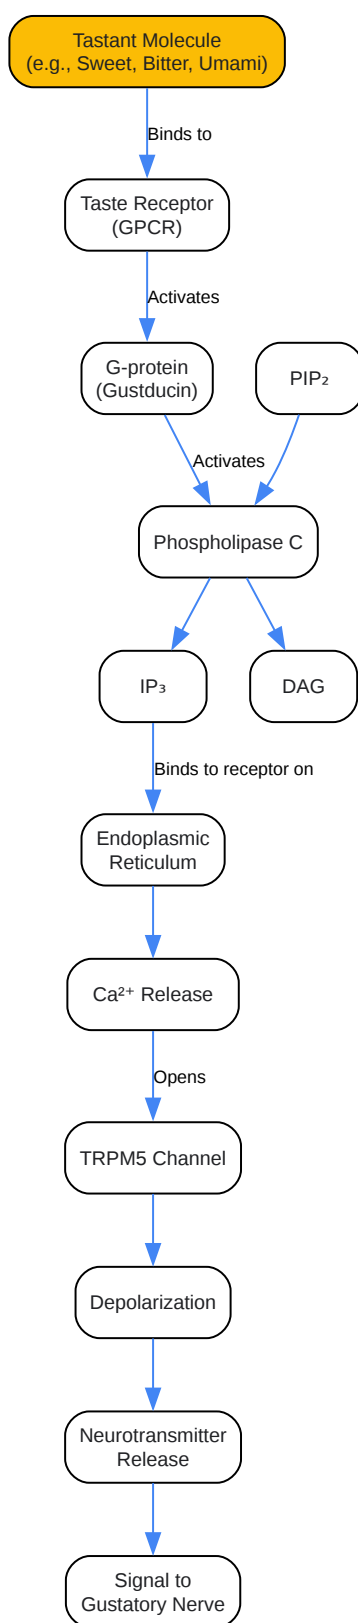 Tastant Molecule
(e.g., Sweet, Bitter, Umami)
Binds to
Taste Receptor
(GPCR)
Activates
G-protein
(Gustducin)
PIP₂
Activates
Phospholipase C
IP₃
DAG
Binds to receptor on
Endoplasmic
Reticulum
Ca²⁺ Release
Opens
TRPM5 Channel
Depolarization
Neurotransmitter
Release
Signal to
Gustatory Nerve